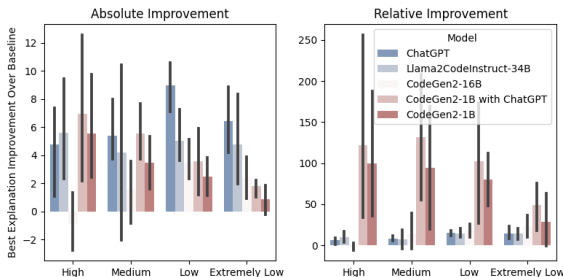 Absolute Improvement
Best Explanation Improvement Over Baseline
12
10
8
6
4
2
0
−2
High
Medium
Low
Extremely Low
Relative Improvement
250
200
150
100
50
0
Model
ChatGPT
Llama2CodeInstruct-34B
CodeGen2-16B
CodeGen2-1B with ChatGPT
CodeGen2-1B
High
Medium
Low
Extremely Low